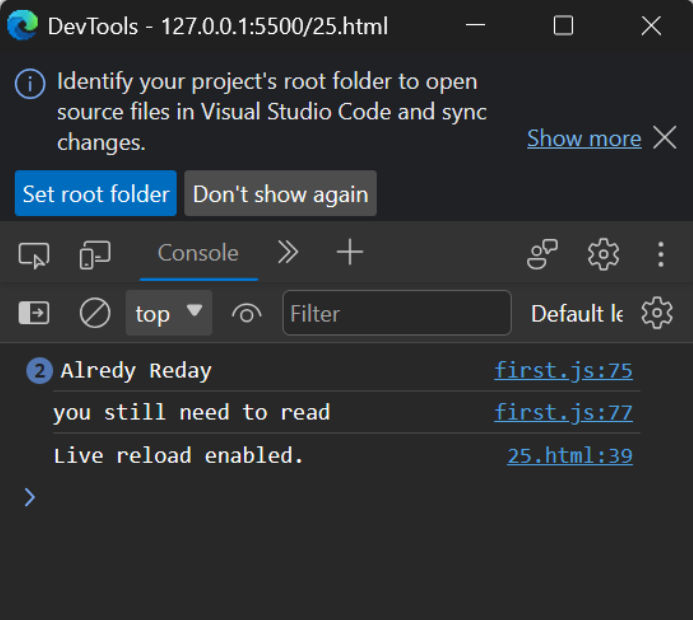 DevTools - 127.0.0.1:5500/25.html
Identify your project's root folder to open
source files in Visual Studio Code and sync
changes.
Show more
Set root folder
Don't show again
Console
top
Filter
Default le
2 Alredy Reday first.js:75
you still need to read first.js:77
Live reload enabled. 25.html:39